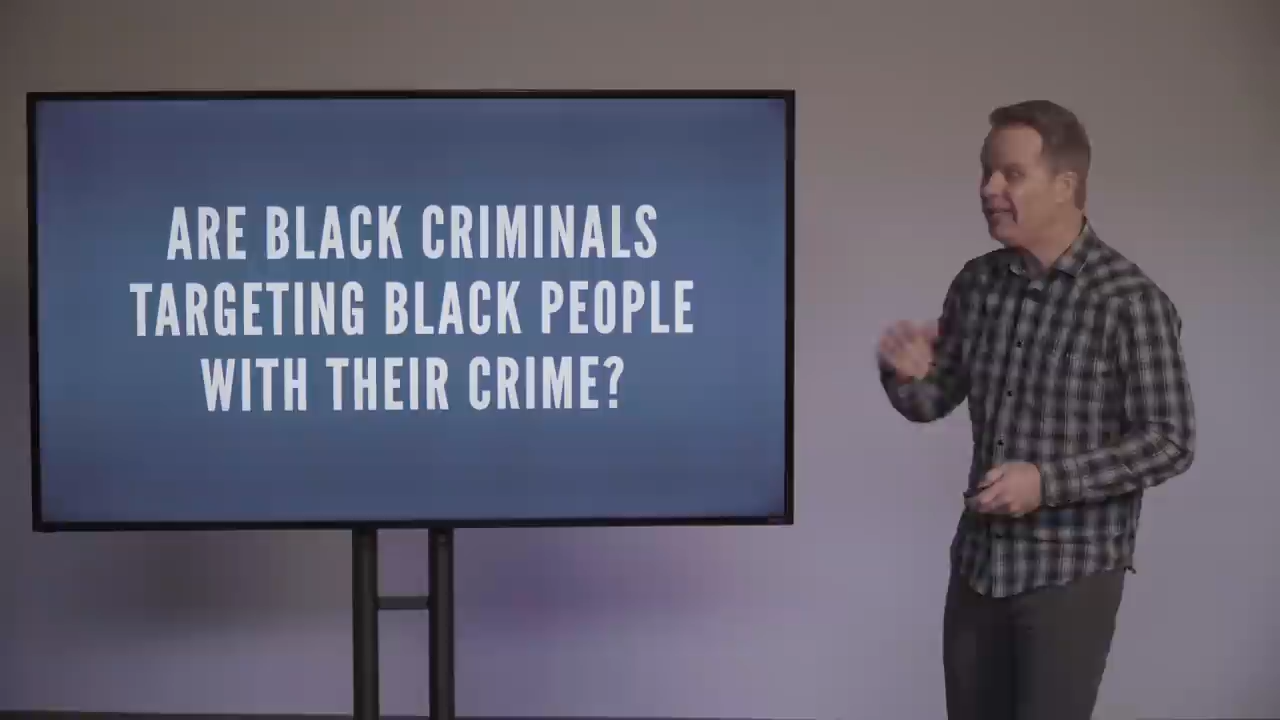 ARE BLACK CRIMINALS
TARGETING BLACK PEOPLE
WITH THEIR CRIME?